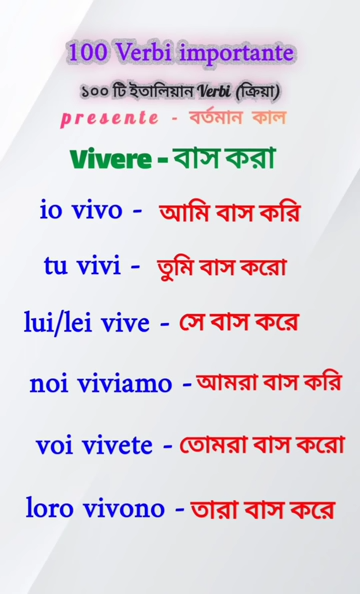 100 Verbi importante
১০০ টি ইতালিয়ান Verbi (ক্রিয়া)
presente - বর্তমান কাল
Vivere - বাস করা
io vivo - আমি বাস করি
tu vivi - তুমি বাস করো
lui/lei vive - সে বাস করে
noi viviamo - আমরা বাস করি
voi vivete - তোমরা বাস করো
loro vivono - তারা বাস করে